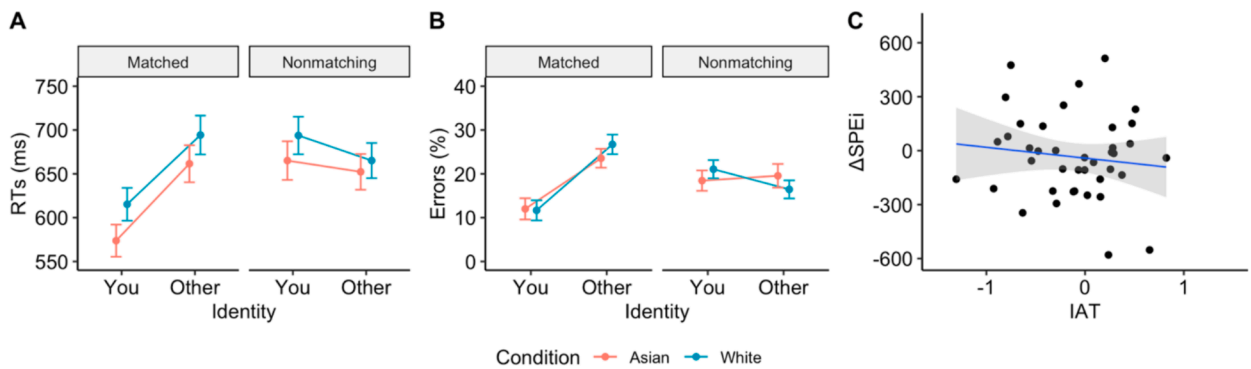 A
Matched
Nonmatching
RTs (ms)
750
700
650
600
550
You
Other
You
Other
Identity
B
Matched
Nonmatching
Errors (%)
40
30
20
10
0
You
Other
You
Other
Identity
C
ΔSPEi
600
300
0
-300
-600
-1
0
1
IAT
Condition
Asian
White